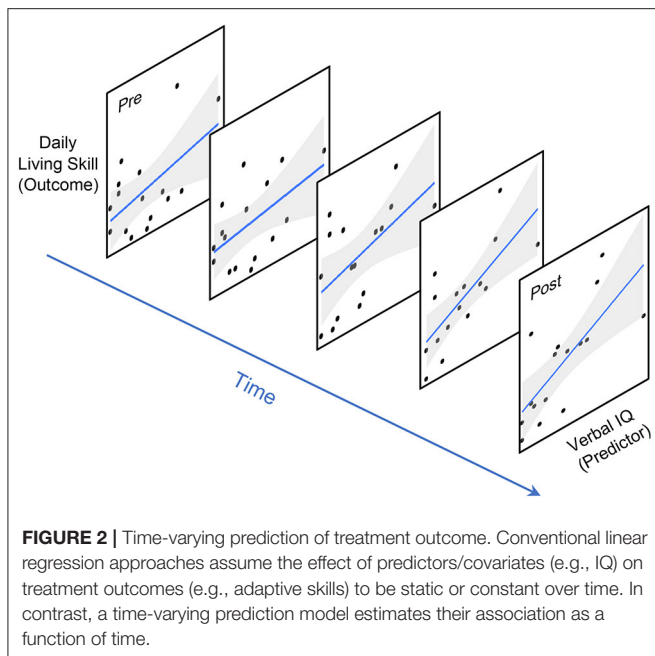 Pre
Daily
Living Skill
(Outcome)
Post
Time
Verbal IQ
(Predictor)
FIGURE 2 | Time-varying prediction of treatment outcome. Conventional linear
regression approaches assume the effect of predictors/covariates (e.g., IQ) on
treatment outcomes (e.g., adaptive skills) to be static or constant over time. In
contrast, a time-varying prediction model estimates their association as a
function of time.